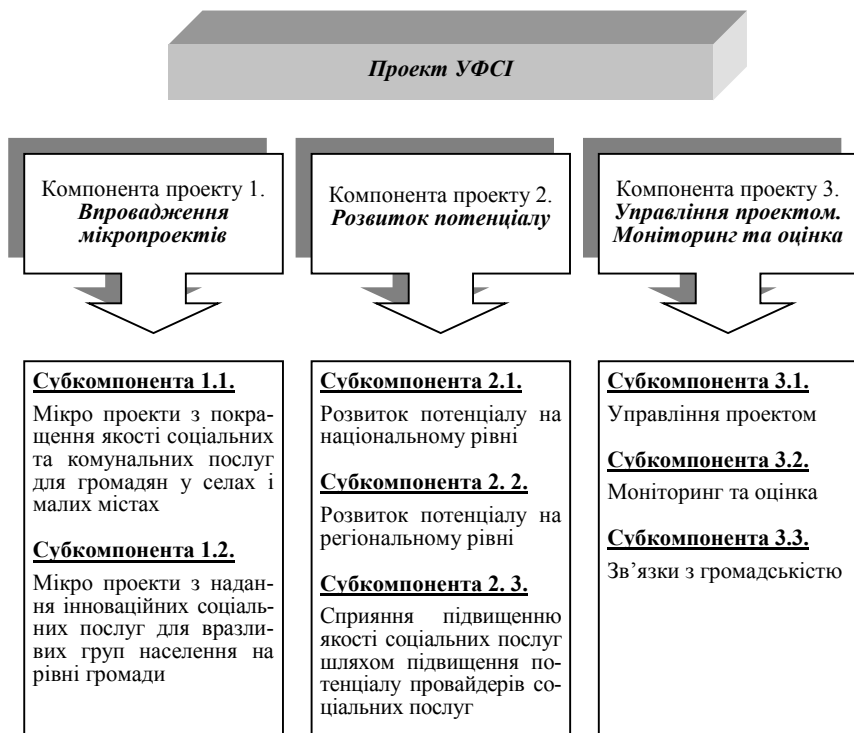 Проект УФСІ
Компонента проекту 1.
Впровадження
мікропроектів
Компонента проекту 2.
Розвиток потенціалу
Компонента проекту 3.
Управління проектом.
Моніторинг та оцінка
Субкомпонента 1.1.
Мікро проекти з покра-
щення якості соціальних
та комунальних послуг
для громадян у селах і
малих містах
Субкомпонента 1.2.
Мікро проекти з надан-
ня інноваційних соціаль-
них послуг для врази-
вих груп населення на
рівні громади
Субкомпонента 2.1.
Розвиток потенціалу на
національному рівні
Субкомпонента 2. 2.
Розвиток потенціалу на
регіональному рівні
Субкомпонента 2. 3.
Сприяння підвищенню
якості соціальних послуг
шляхом підвищення по-
тенціалу провайдерів со-
ціальних послуг
Субкомпонента 3.1.
Управління проектом
Субкомпонента 3.2.
Моніторинг та оцінка
Субкомпонента 3.3.
Зв’язки з громадськістю